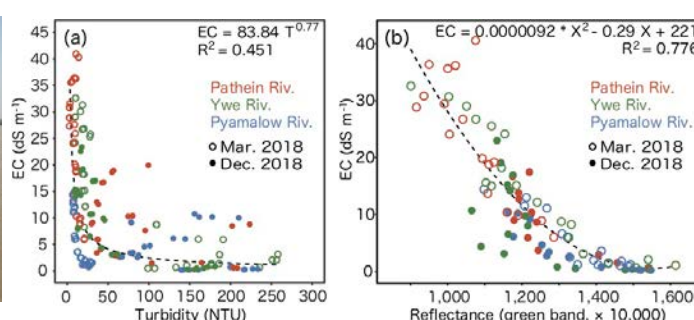 (a)
EC = 83.84 T^0.77
R² = 0.451
Pathein Riv.
Ywe Riv.
Pyamalow Riv.
Mar. 2018
Dec. 2018
EC (dS m⁻¹)
45
40
35
30
25
20
15
10
5
0
0 50 100 150 200 250 300
Turbidity (NTU)
(b)
EC = 0.0000092 * X² - 0.29 X + 221
R² = 0.776
Pathein Riv.
Ywe Riv.
Pyamalow Riv.
Mar. 2018
Dec. 2018
EC (dS m⁻¹)
40
30
20
10
0
1,000 1,200 1,400 1,600
Reflectance (green band, × 10,000)